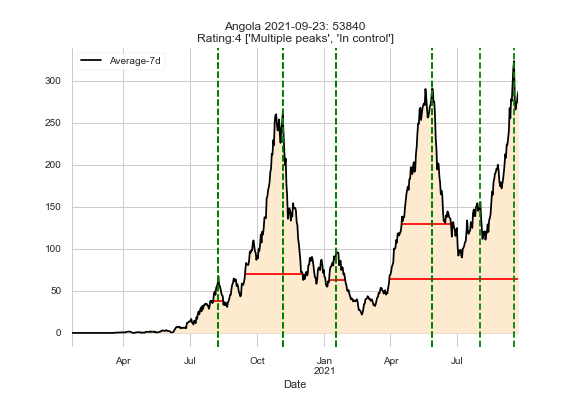 Angola 2021-09-23: 53840
Rating:4 ['Multiple peaks', 'In control']
Average-7d
300
250
200
150
100
50
0
Apr
Jul
Oct
Jan
2021
Apr
Jul
Date